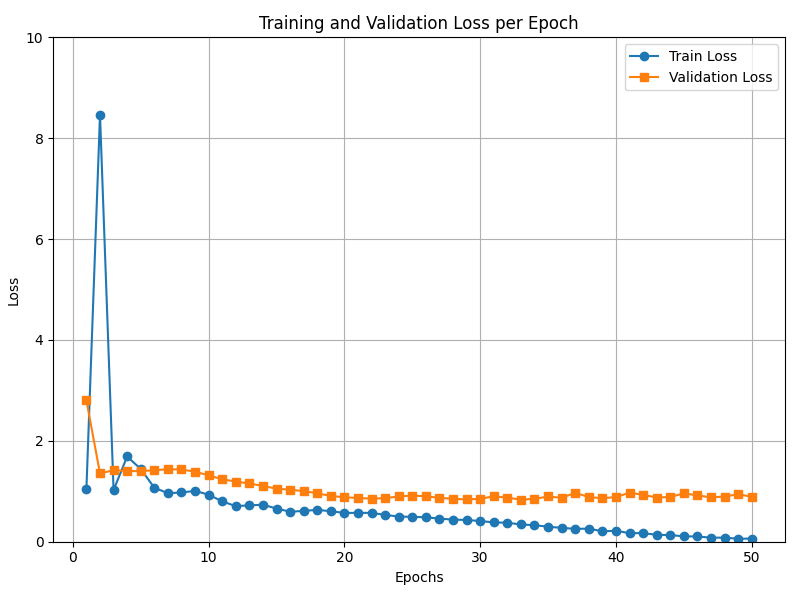 Training and Validation Loss per Epoch
Train Loss
Validation Loss
Loss
10
8
6
4
2
0
0 10 20 30 40 50
Epochs